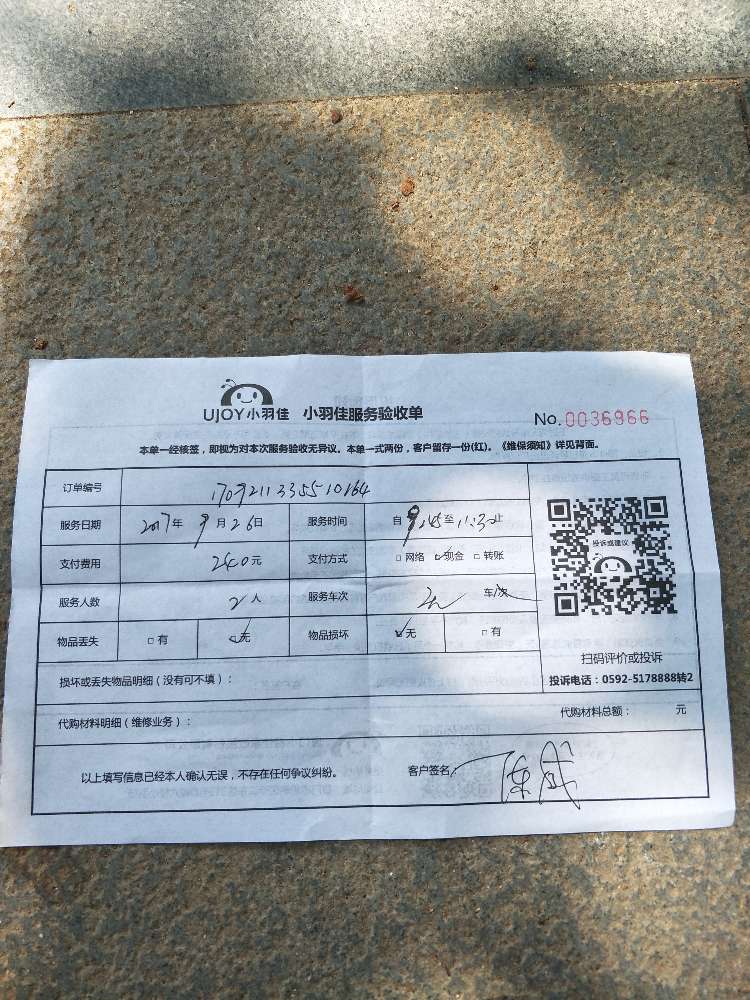 UJOY小羽佳 小羽佳服务验收单 No.0036966
本单一经核签，即视为对本次服务验收无异议。本单一式两份，客户留存一份(红)。《维保须知》详见背面。
订单编号 17092113355510164
服务日期 2017年9月26日 服务时间 自9:45至11:30止
支付费用 240元 支付方式 □网络 ☑现金 □转账
服务人数 2人 服务车次 车/次
物品丢失 □有 ☑无 物品损坏 ☑无 □有
投诉或建议
扫码评价或投诉
投诉电话：0592-5178888转2
损坏或丢失物品明细（没有可不填）：
代购材料明细（维修业务）： 代购材料总额： 元
以上填写信息已经本人确认无误，不存在任何争议纠纷。 客户签名：